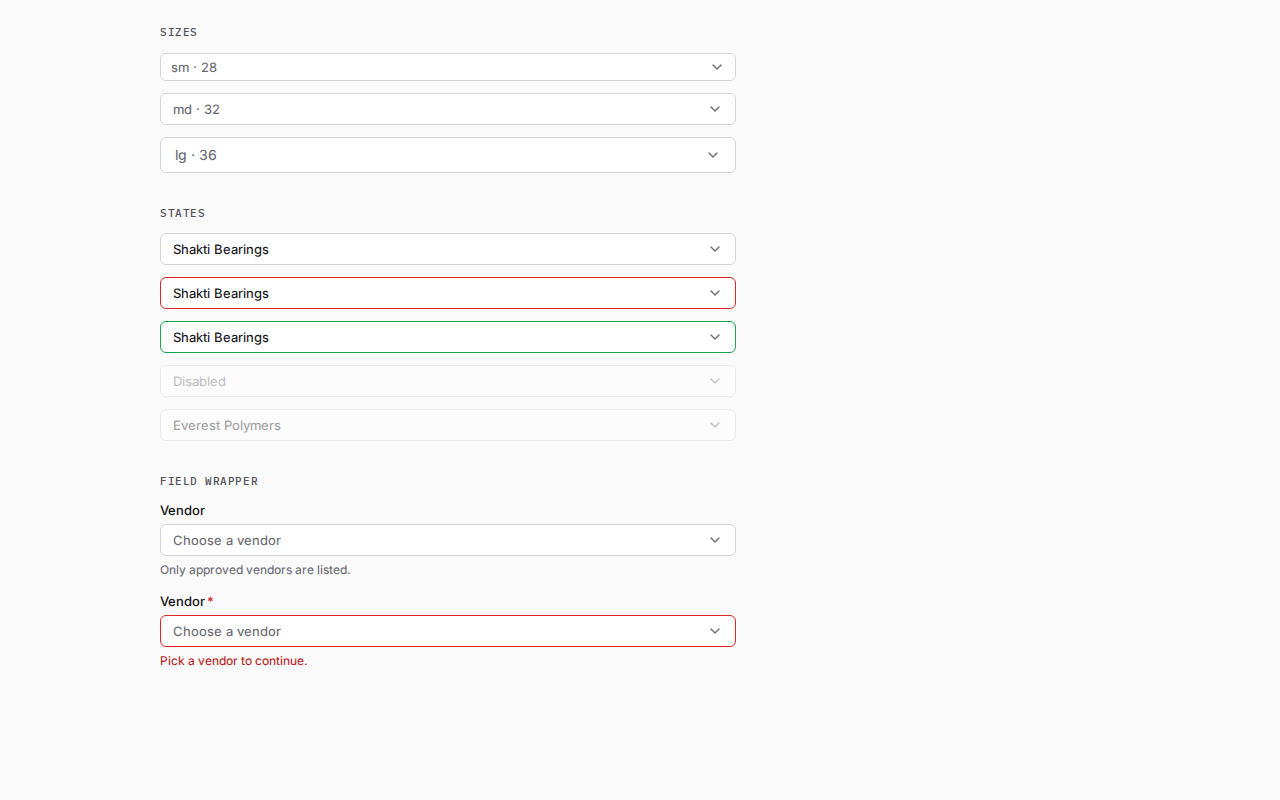 SIZES
sm · 28
md · 32
lg · 36
STATES
Shakti Bearings
Shakti Bearings
Shakti Bearings
Disabled
Everest Polymers
FIELD WRAPPER
Vendor
Choose a vendor
Only approved vendors are listed.
Vendor *
Choose a vendor
Pick a vendor to continue.